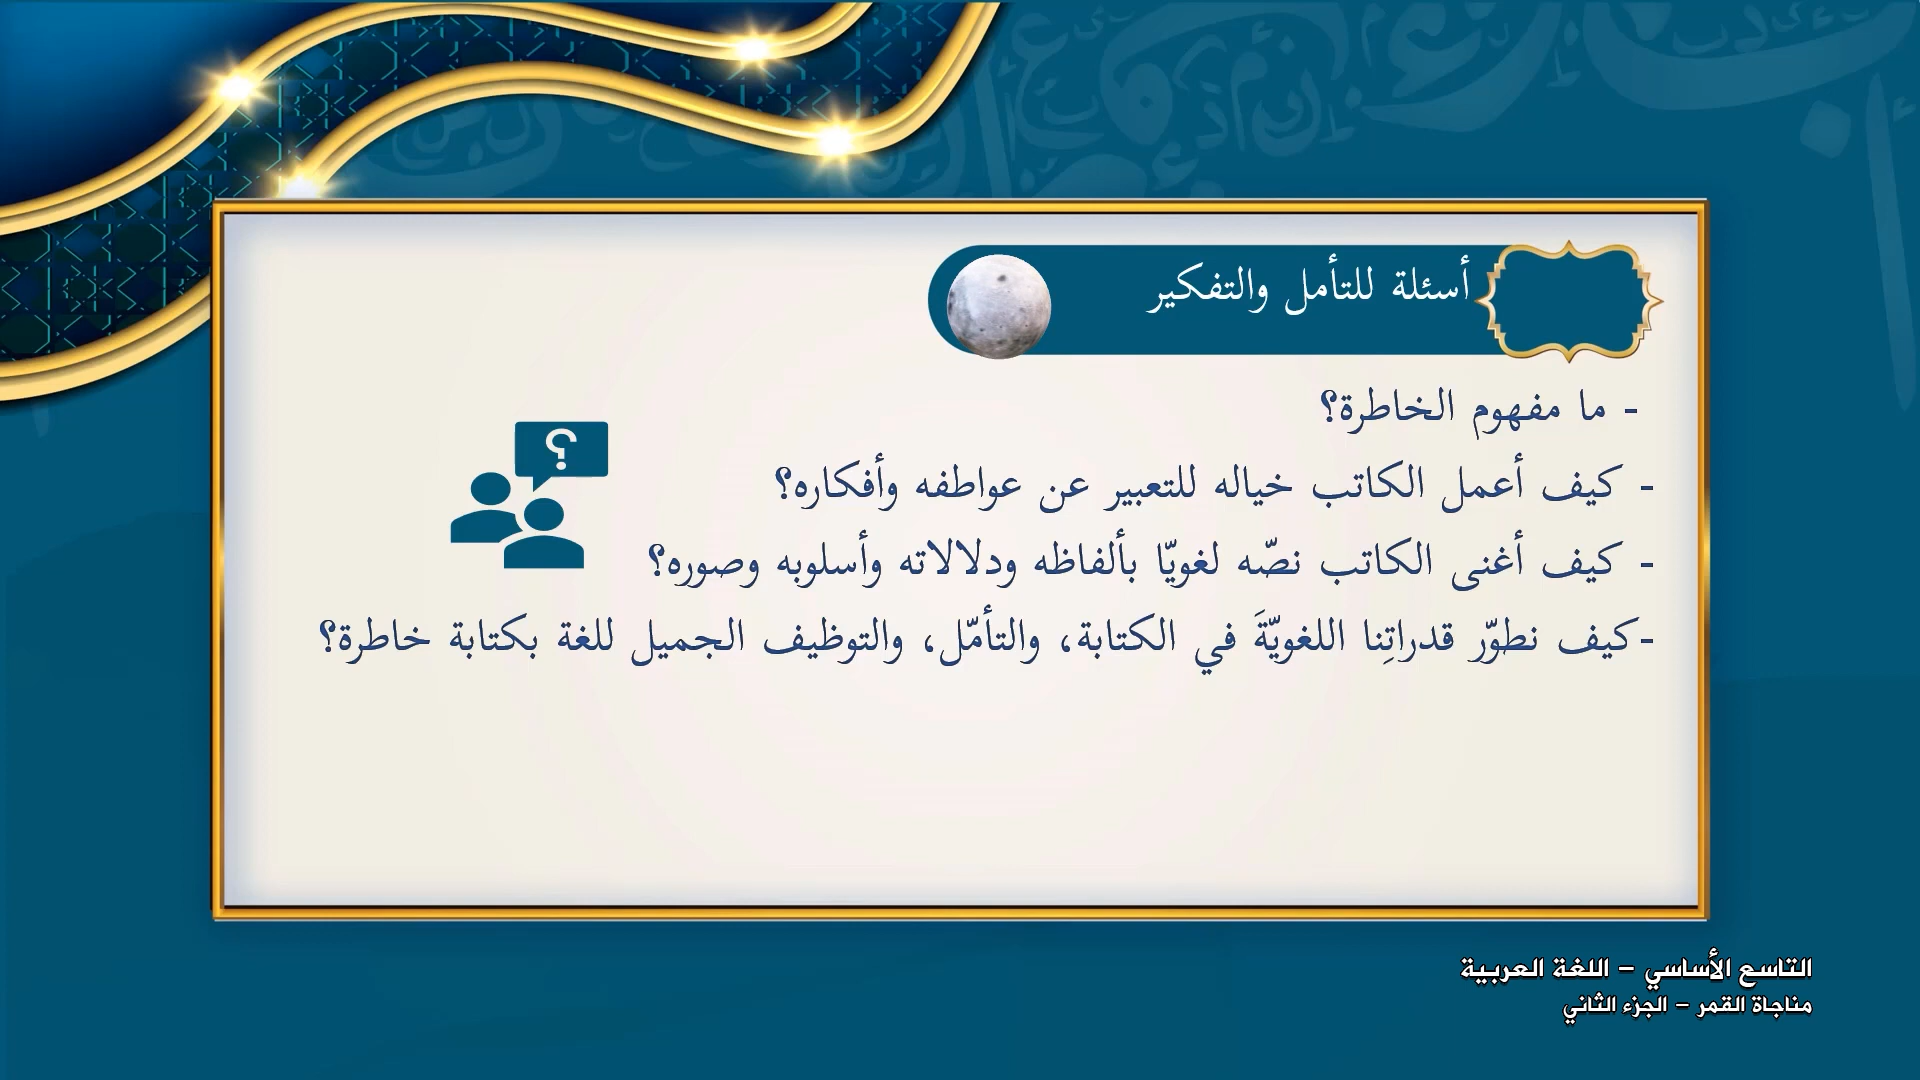 أسئلة للتأمل والتفكير
- ما مفهوم الخاطرة؟
- كيف أعمل الكاتب خياله للتعبير عن عواطفه وأفكاره؟
- كيف أغنى الكاتب نصّه لغويّا بألفاظه ودلالاته وأسلوبه وصوره؟
-كيف نطوّر قدراتِنا اللغويّةَ في الكتابة، والتأمّل، والتوظيف الجميل للغة بكتابة خاطرة؟
؟
التاسع الأساسي – اللغة العربية
مناجاة القمر – الجزء الثاني